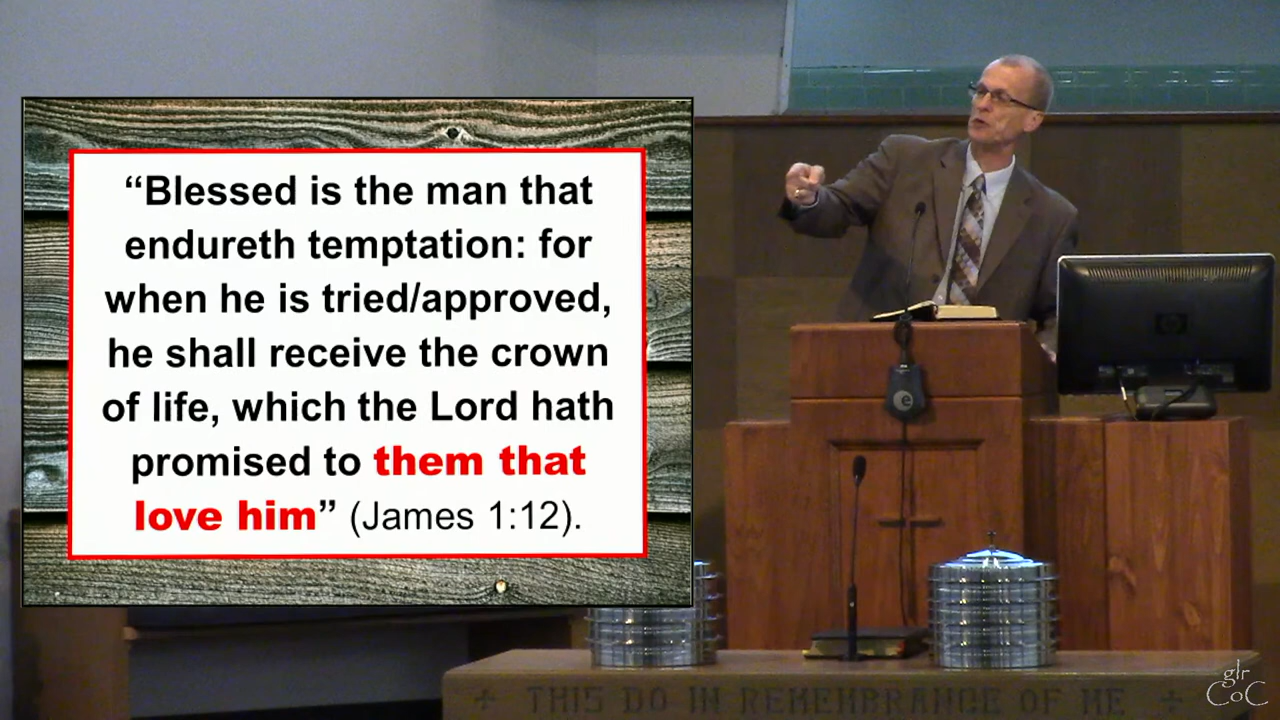 “Blessed is the man that
endureth temptation: for
when he is tried/approved,
he shall receive the crown
of life, which the Lord hath
promised to them that
love him” (James 1:12).
e
THIS DO IN REMEMBRANCE OF ME
glr
CoC